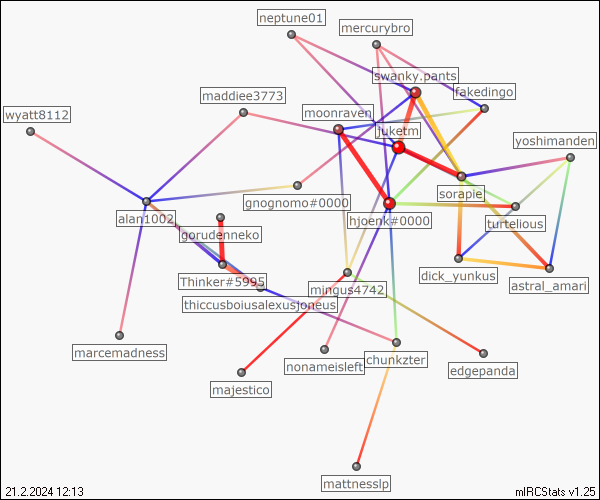 neptune01
mercurybro
swanky.pants
fakedingo
maddiee3773
moonraven
wyatt8112
juketm
yoshimanden
sorapie
gnognomo#0000
alan1002
hjoenk#0000
turtelious
gorudenneko
Thinker#5995
dick_yunkus
astral_amari
mingus4742
thiccusboiusalexusjoneus
marcemadness
nonameisleft
chunkzter
edgepanda
majestico
mattnesslp
21.2.2024 12:13
mIRCStats v1.25